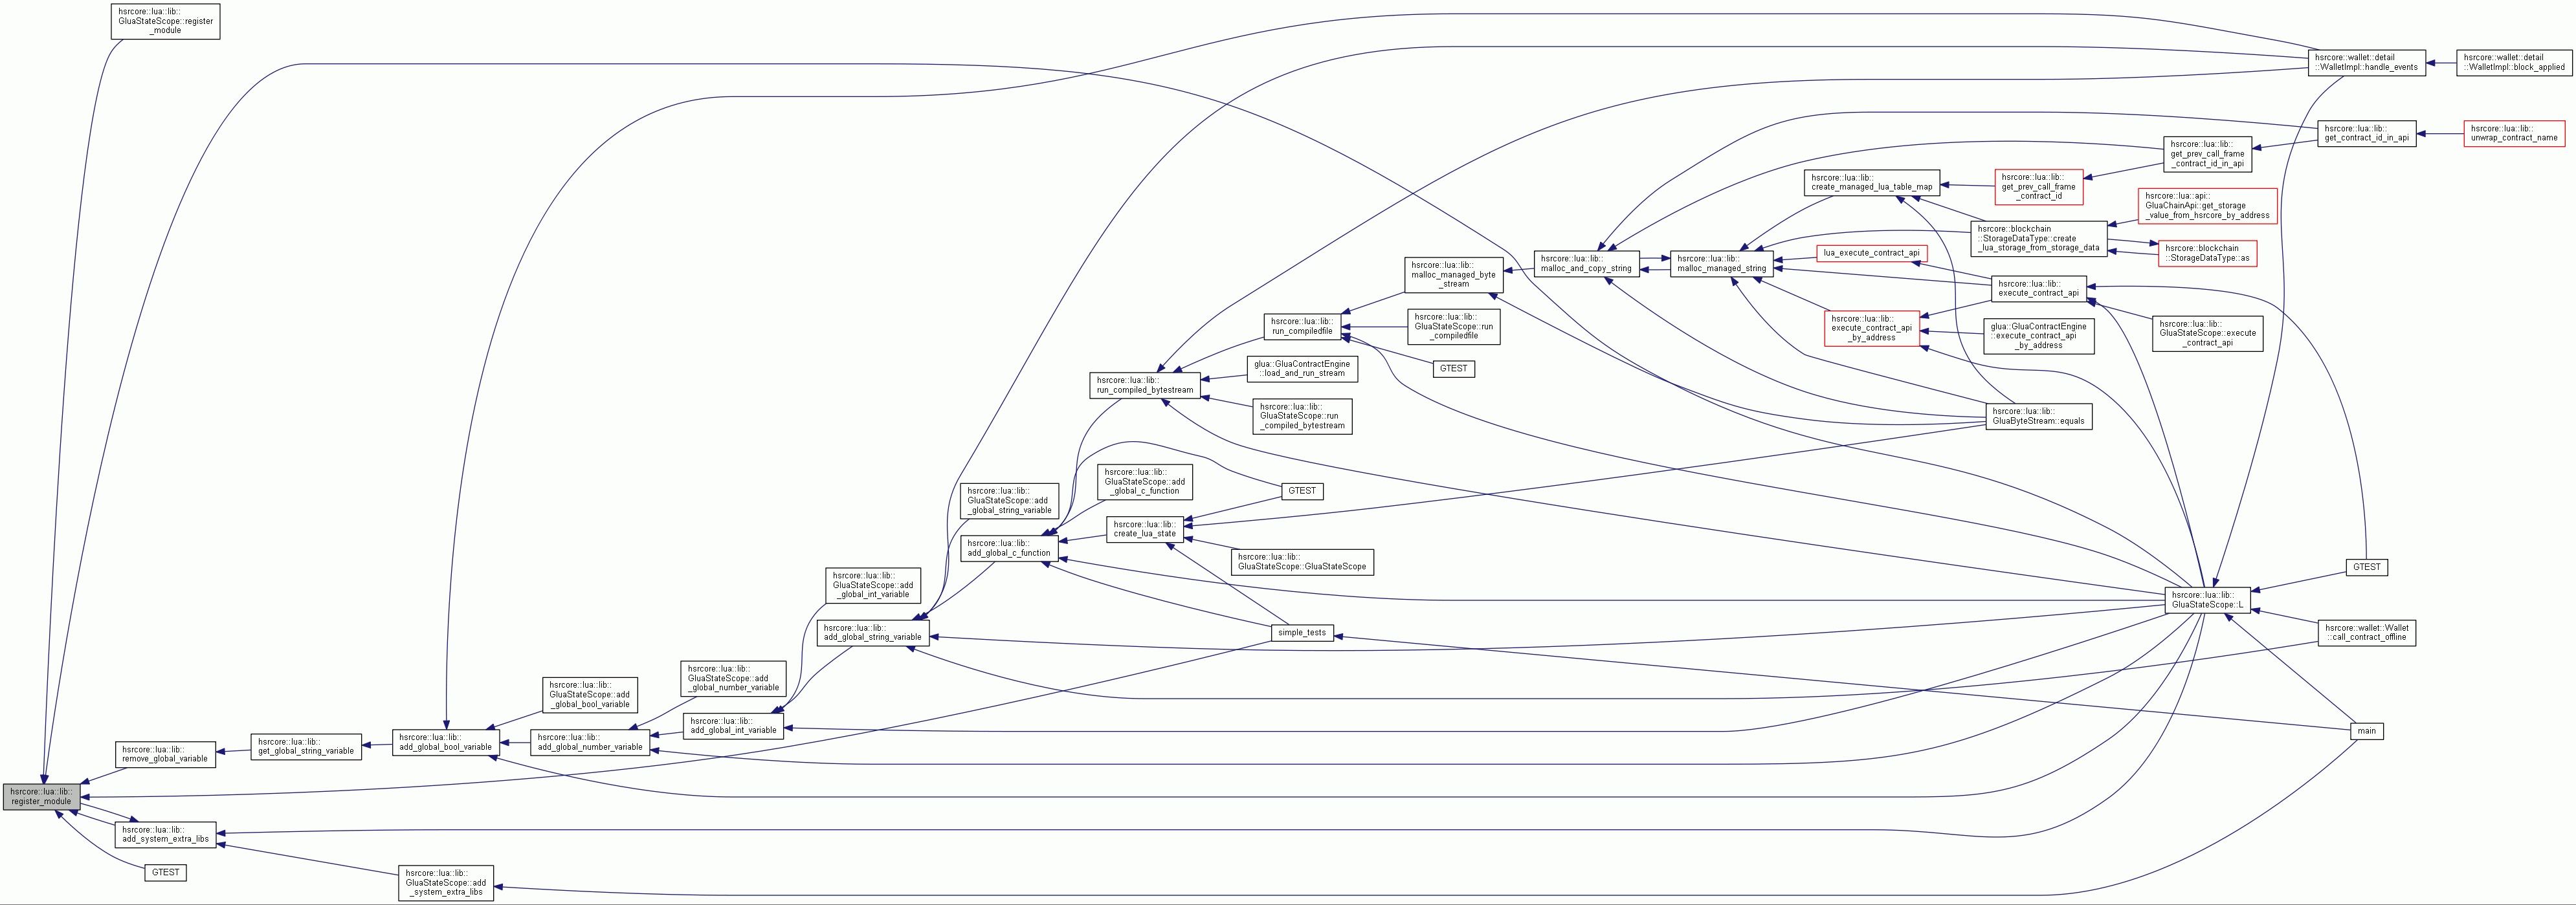 hsrcore::lua::lib::
GluaStateScope::register
_module
hsrcore::wallet::detail
::WalletImpl::handle_events
hsrcore::wallet::detail
::WalletImpl::block_applied
hsrcore::lua::lib::
get_contract_id_in_api
hsrcore::lua::lib::
unwrap_contract_name
hsrcore::lua::lib::
get_prev_call_frame
_contract_id_in_api
hsrcore::lua::lib::
create_managed_lua_table_map
hsrcore::lua::lib::
get_prev_call_frame
_contract_id
hsrcore::lua::api::
GluaChainApi::get_storage
_value_from_hsrcore_by_address
hsrcore::blockchain
::StorageDataType::create
_lua_storage_from_storage_data
hsrcore::blockchain
::StorageDataType::as
hsrcore::lua::lib::
malloc_and_copy_string
hsrcore::lua::lib::
malloc_managed_string
lua_execute_contract_api
hsrcore::lua::lib::
malloc_managed_byte
_stream
hsrcore::lua::lib::
execute_contract_api
hsrcore::lua::lib::
run_compiledfile
hsrcore::lua::lib::
GluaStateScope::run
_compiledfile
hsrcore::lua::lib::
execute_contract_api
_by_address
glua::GluaContractEngine
::execute_contract_api
_by_address
hsrcore::lua::lib::
GluaStateScope::execute
_contract_api
GTEST
glua::GluaContractEngine
::load_and_run_stream
hsrcore::lua::lib::
run_compiled_bytestream
hsrcore::lua::lib::
GluaStateScope::run
_compiled_bytestream
hsrcore::lua::lib::
GluaByteStream::equals
hsrcore::lua::lib::
GluaStateScope::add
_global_c_function
hsrcore::lua::lib::
GluaStateScope::add
_global_string_variable
GTEST
hsrcore::lua::lib::
create_lua_state
hsrcore::lua::lib::
add_global_c_function
hsrcore::lua::lib::
GluaStateScope::GluaStateScope
GTEST
hsrcore::lua::lib::
GluaStateScope::add
_global_int_variable
hsrcore::lua::lib::
GluaStateScope::L
hsrcore::lua::lib::
add_global_string_variable
simple_tests
hsrcore::wallet::Wallet
::call_contract_offline
hsrcore::lua::lib::
GluaStateScope::add
_global_number_variable
hsrcore::lua::lib::
GluaStateScope::add
_global_bool_variable
hsrcore::lua::lib::
add_global_int_variable
main
hsrcore::lua::lib::
remove_global_variable
hsrcore::lua::lib::
get_global_string_variable
hsrcore::lua::lib::
add_global_bool_variable
hsrcore::lua::lib::
add_global_number_variable
hsrcore::lua::lib::
register_module
hsrcore::lua::lib::
add_system_extra_libs
GTEST
hsrcore::lua::lib::
GluaStateScope::add
_system_extra_libs